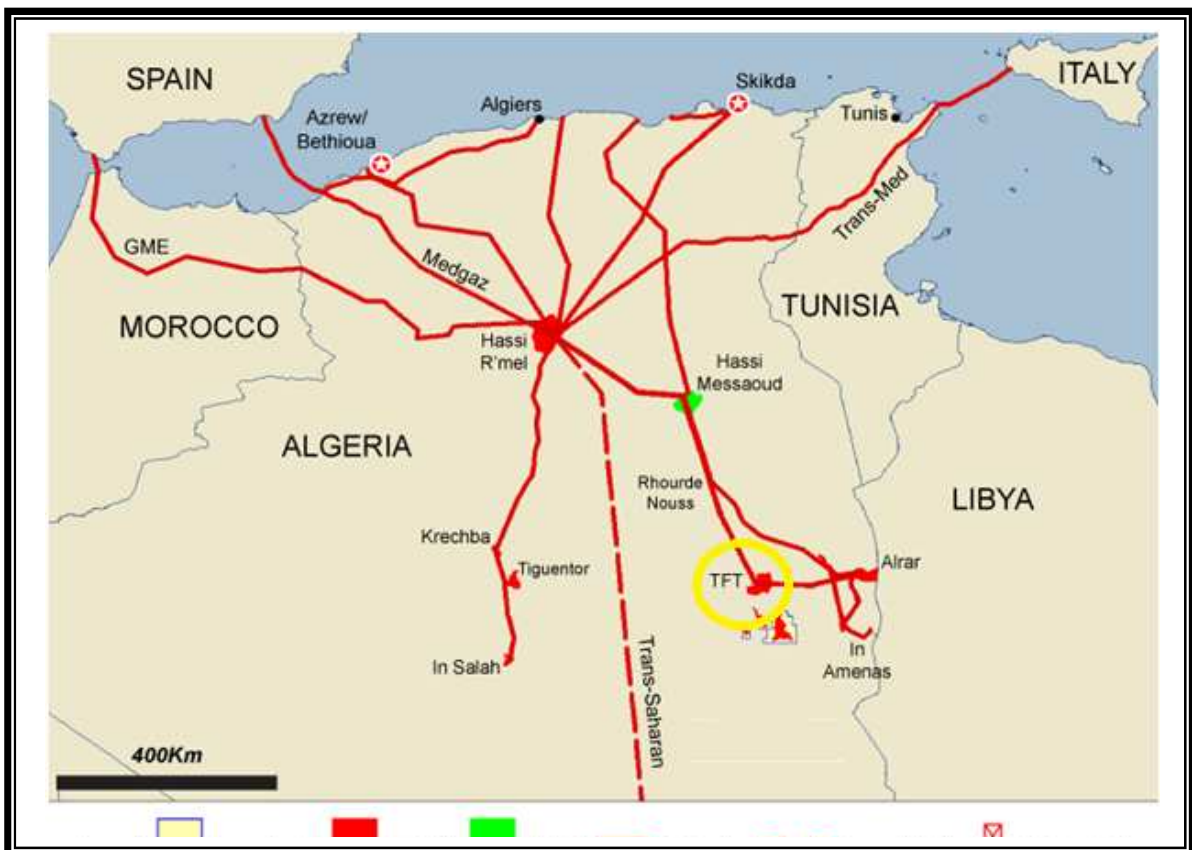 SPAIN
ITALY
Skikda
Algiers
Azrew/
Bethioua
Tunis
Trans-Med
GME
Medgaz
TUNISIA
MOROCCO
Hassi
R'mel
Hassi
Messaoud
ALGERIA
Rhourde
Nouss
LIBYA
Krechba
Tiguentor
TFT
Alrar
In Salah
Trans-Saharan
In
Amenas
400Km